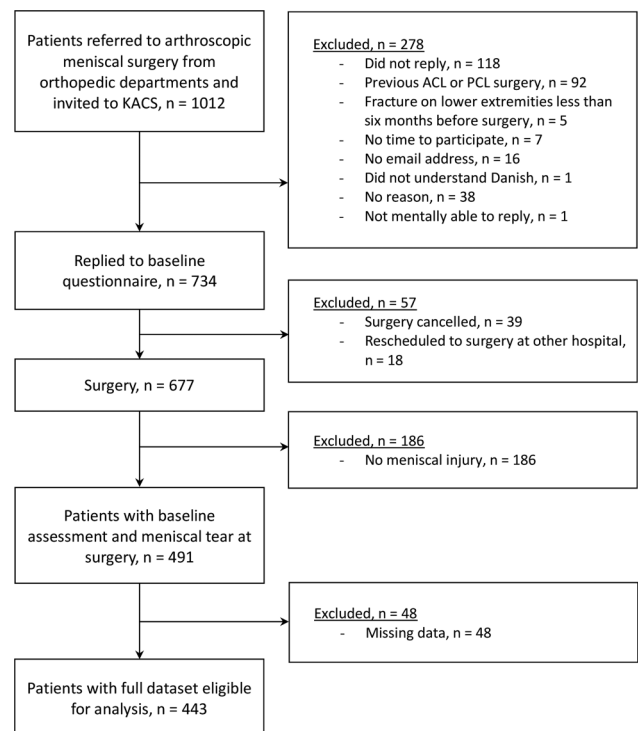 Patients referred to arthroscopic
meniscal surgery from
orthopedic departments and
invited to KACS, n = 1012
Excluded, n = 278
- Did not reply, n = 118
- Previous ACL or PCL surgery, n = 92
- Fracture on lower extremities less than
six months before surgery, n = 5
- No time to participate, n = 7
- No email address, n = 16
- Did not understand Danish, n = 1
- No reason, n = 38
- Not mentally able to reply, n = 1
Replied to baseline
questionnaire, n = 734
Excluded, n = 57
- Surgery cancelled, n = 39
- Rescheduled to surgery at other hospital,
n = 18
Surgery, n = 677
Excluded, n = 186
- No meniscal injury, n = 186
Patients with baseline
assessment and meniscal tear at
surgery, n = 491
Excluded, n = 48
- Missing data, n = 48
Patients with full dataset eligible
for analysis, n = 443